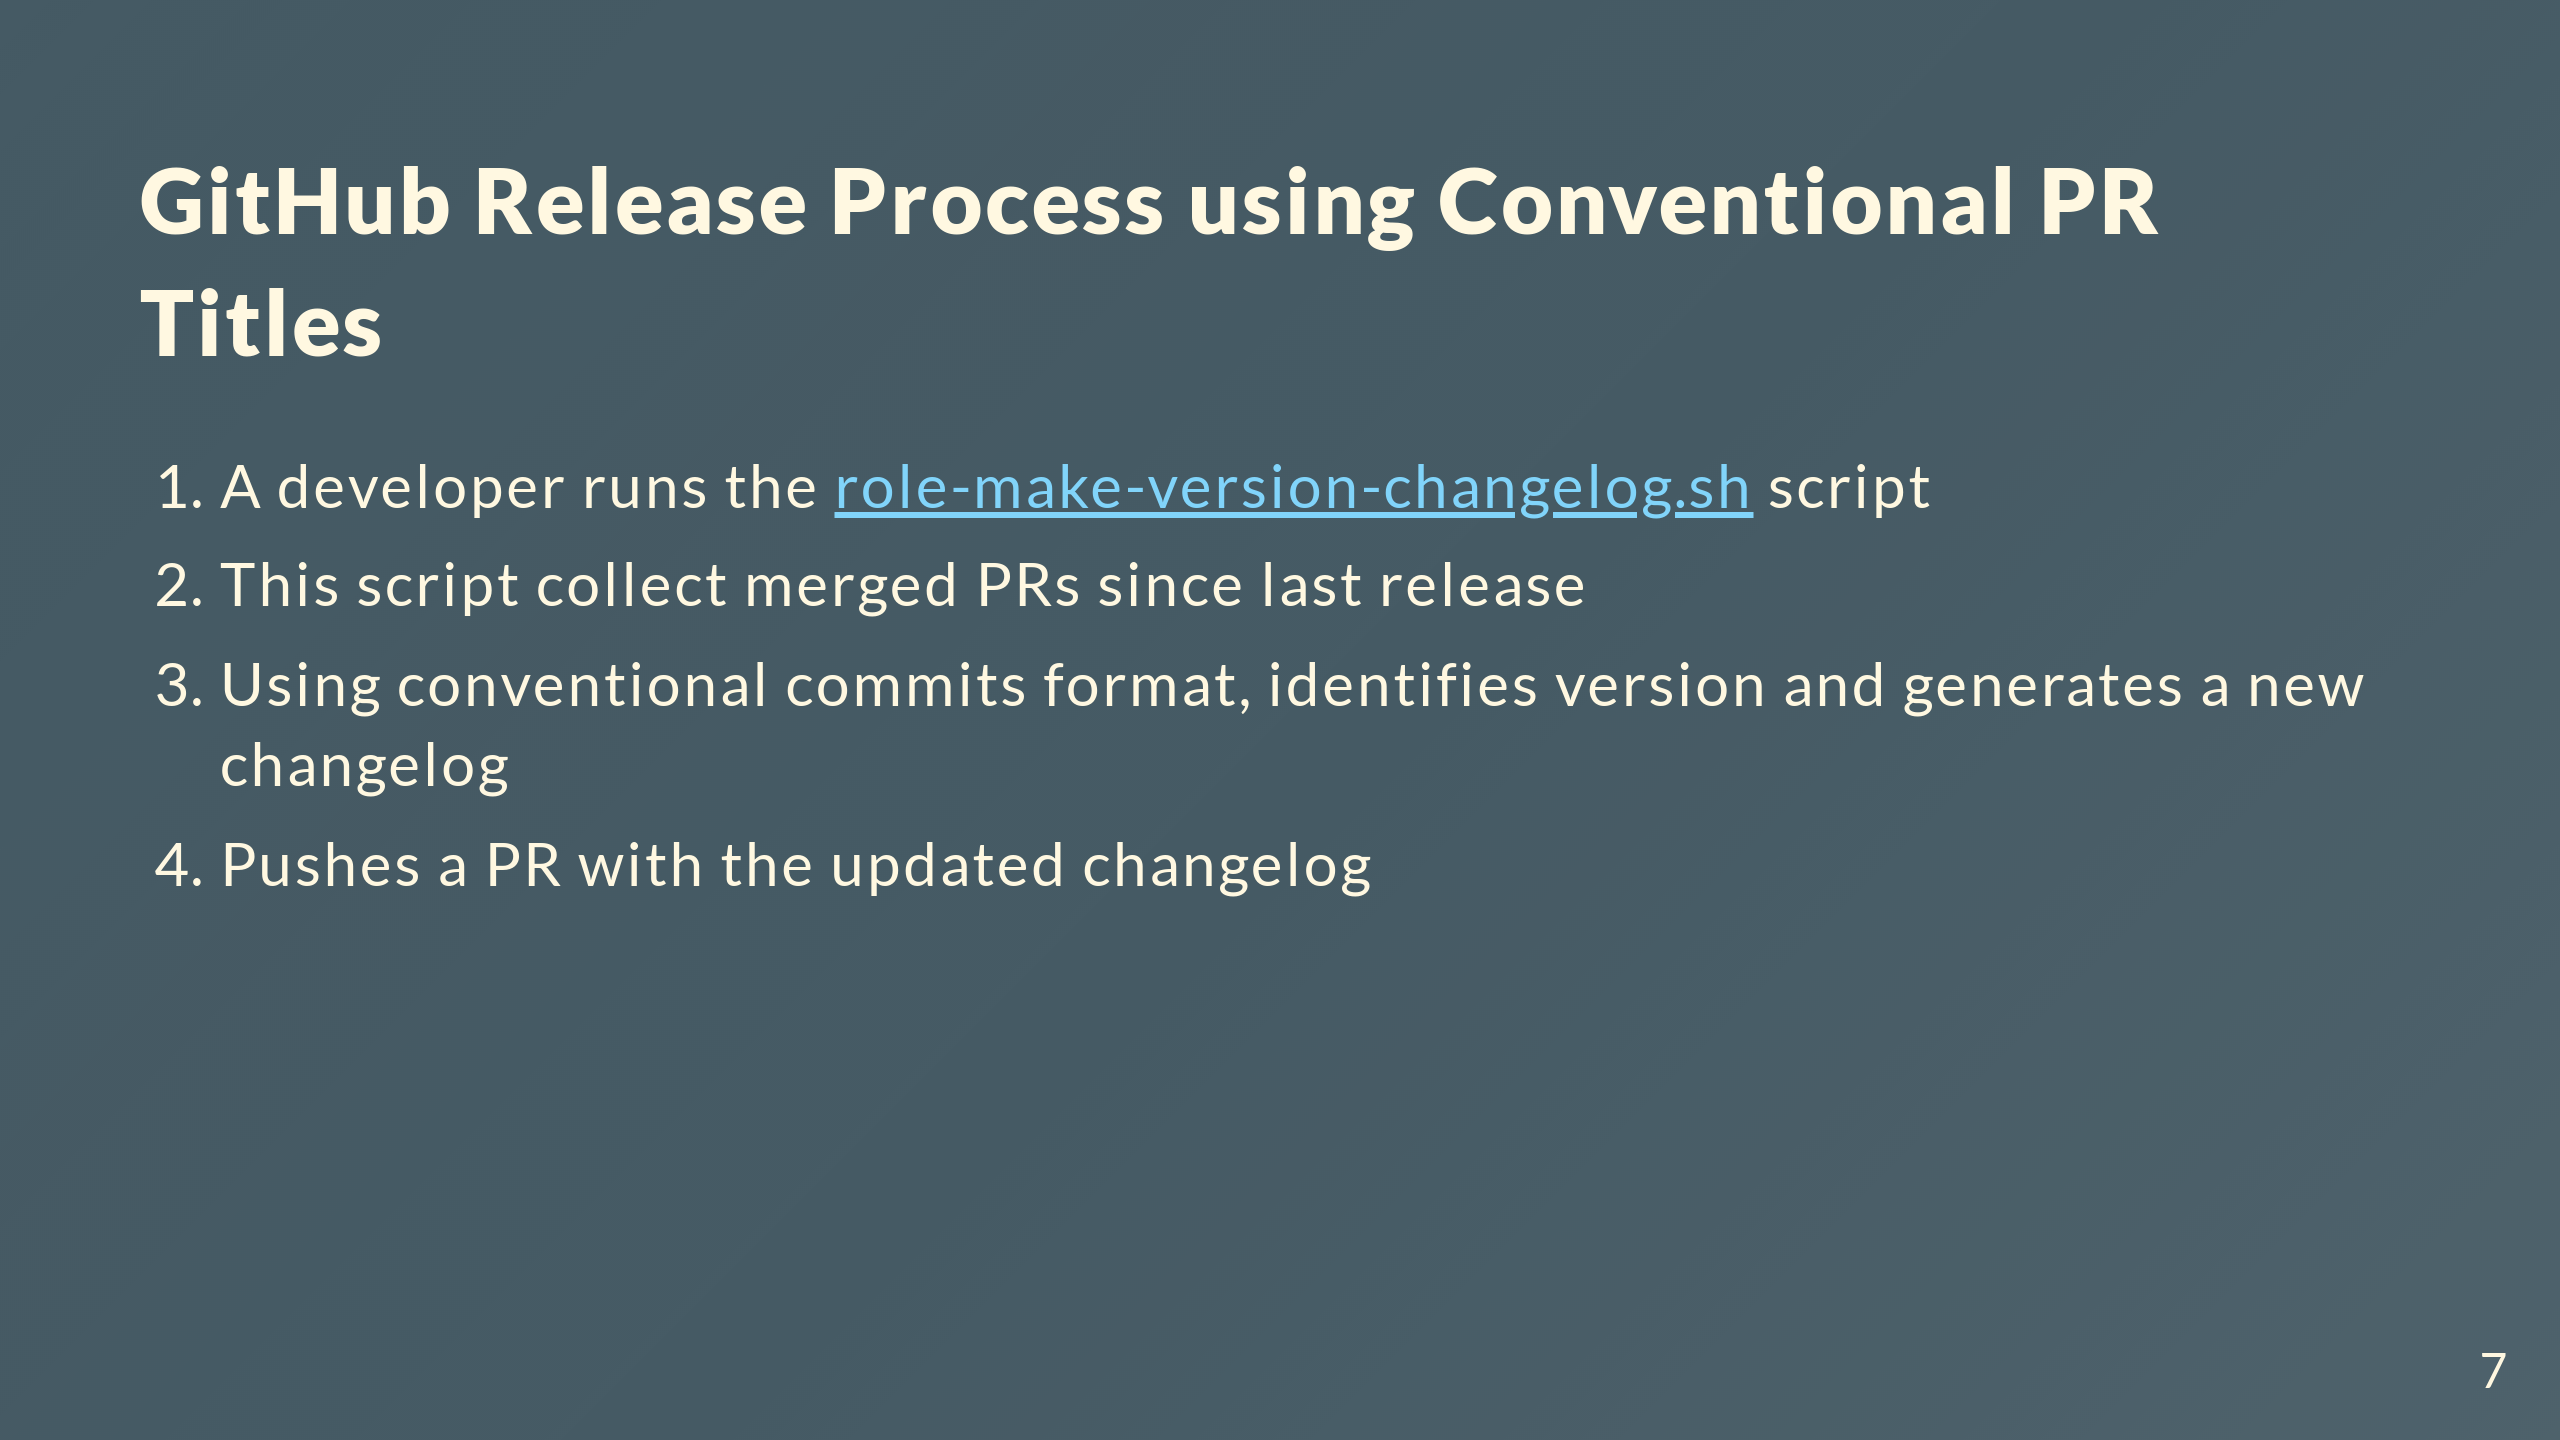 GitHub Release Process using Conventional PR
Titles
1. A developer runs the role-make-version-changelog.sh script
2. This script collect merged PRs since last release
3. Using conventional commits format, identifies version and generates a new
changelog
4. Pushes a PR with the updated changelog
7